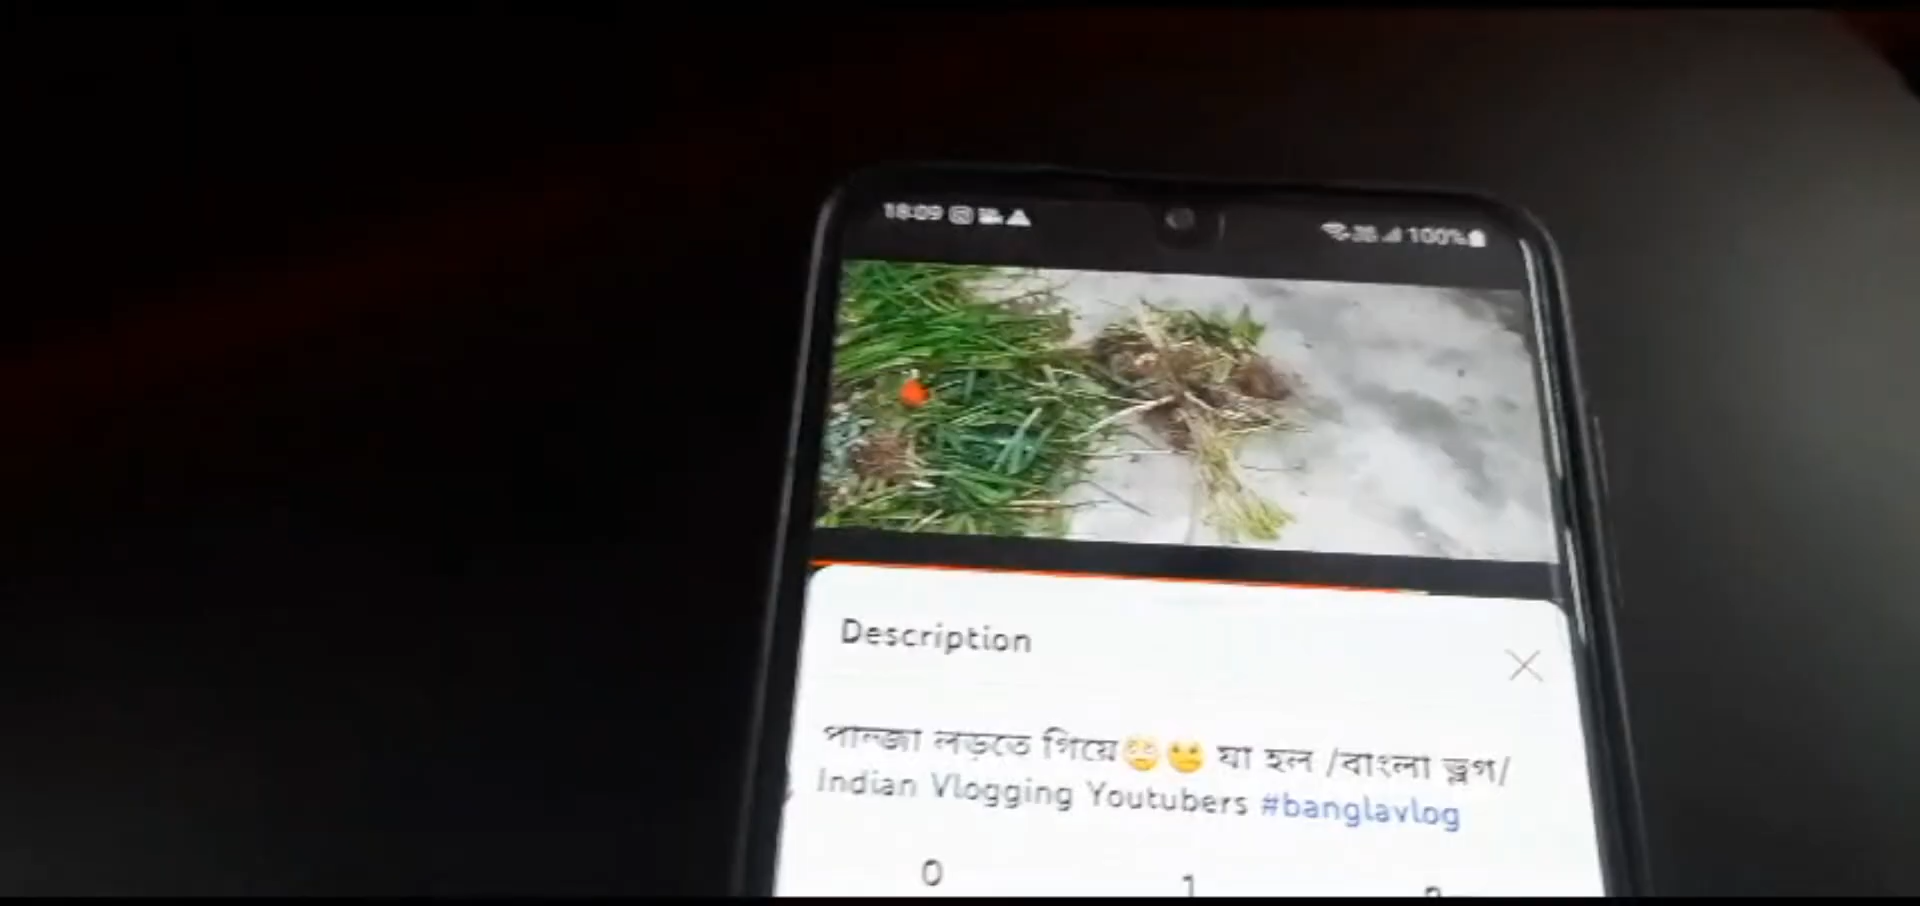 18:09 100%
Description
পান্জা লড়তে গিয়ে🙄😐 যা হল /বাংলা ভ্লগ/
Indian Vlogging Youtubers #banglavlog
0 1